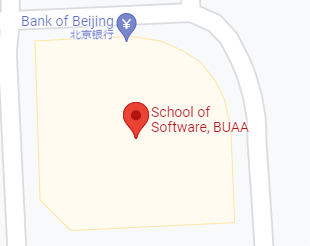 Bank of Beijing
北京银行
¥
School of
Software, BUAA